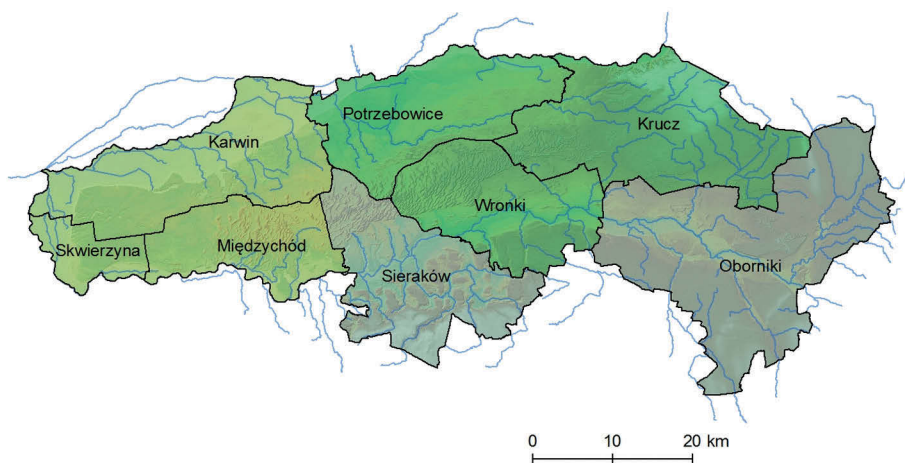 Potrzebowice
Krucz
Karwin
Wronki
Skwierzyna
Międzychód
Sieraków
Oborniki
0 10 20 km